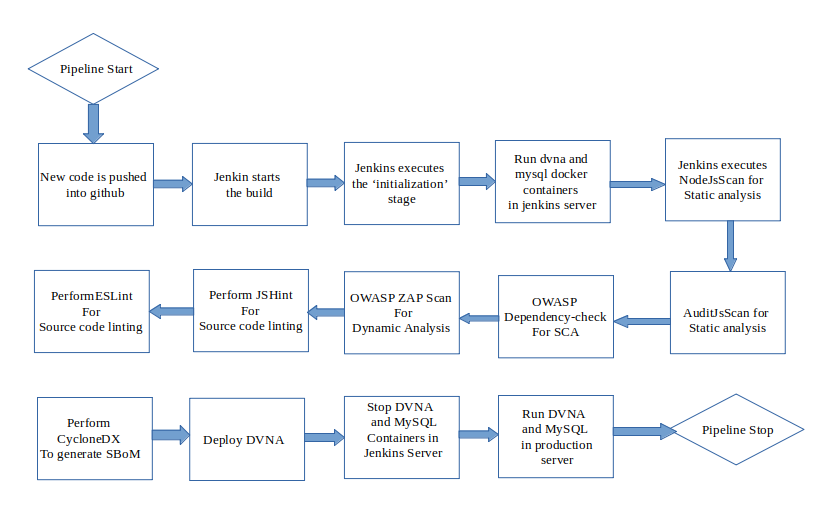 Pipeline Start
New code is pushed
into github
Jenkin starts
the build
Jenkins executes
the ‘initialization’
stage
Run dvna and
mysql docker
containers
in jenkins server
Jenkins executes
NodeJsScan for
Static analysis
AuditJsScan for
Static analysis
OWASP
Dependency-check
For SCA
OWASP ZAP Scan
For
Dynamic Analysis
Perform JSHint
For
Source code linting
PerformESLint
For
Source code linting
Perform
CycloneDX
To generate SBoM
Deploy DVNA
Stop DVNA
and MySQL
Containers in
Jenkins Server
Run DVNA
and MySQL
in production
server
Pipeline Stop